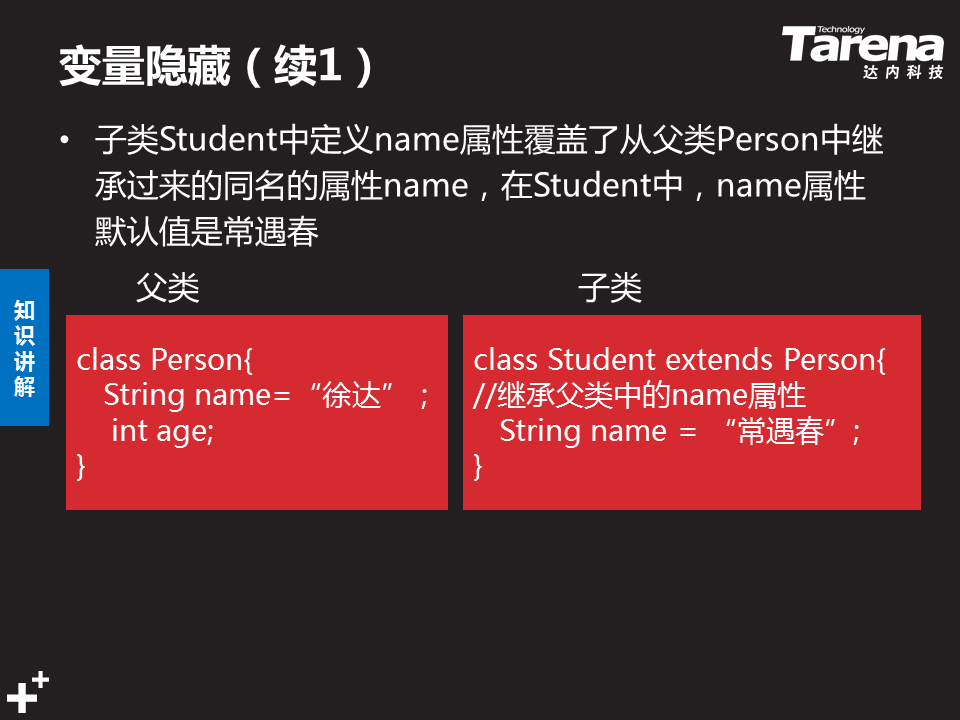 变量隐藏（续1）
Technology
Tarena
达内科技
• 子类Student中定义name属性覆盖了从父类Person中继
承过来的同名的属性name，在Student中，name属性
默认值是常遇春
知识讲解
父类
子类
class Person{
String name=“徐达” ;
int age;
}
class Student extends Person{
//继承父类中的name属性
String name = “常遇春”;
}